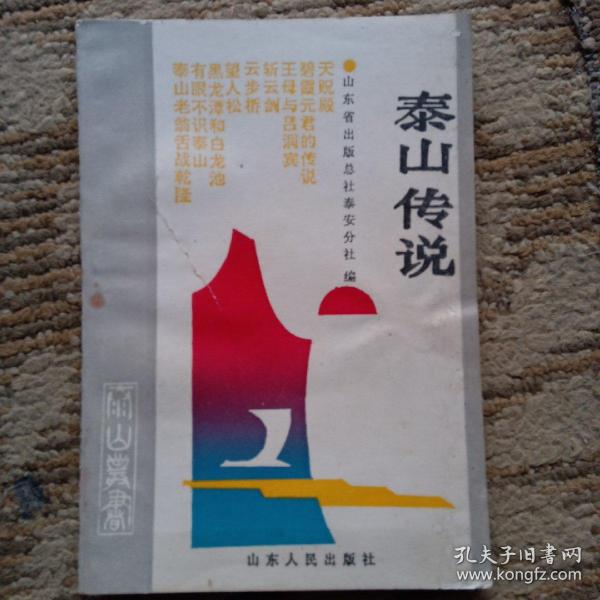 泰山传说
山东省出版总社泰安分社 编
天贶殿
碧霞元君的传说
王母与吕洞宾
斩云剑
云步桥
望人松
黑龙潭和白龙池
有眼不识泰山
泰山老翁舌战乾隆
泰山丛书
山东人民出版社
孔夫子旧书网
www.kongfz.com